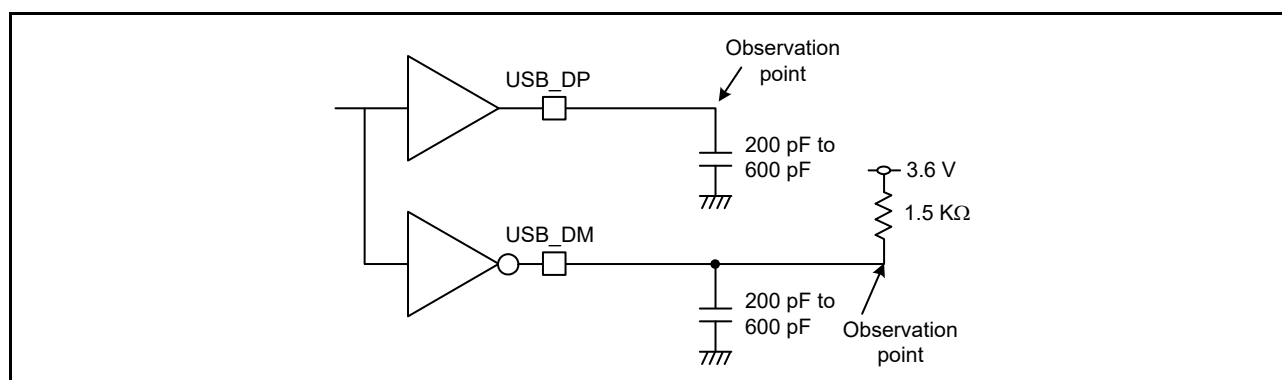 Observation
point
USB_DP
200 pF to
600 pF
3.6 V
1.5 KΩ
USB_DM
200 pF to
600 pF
Observation
point